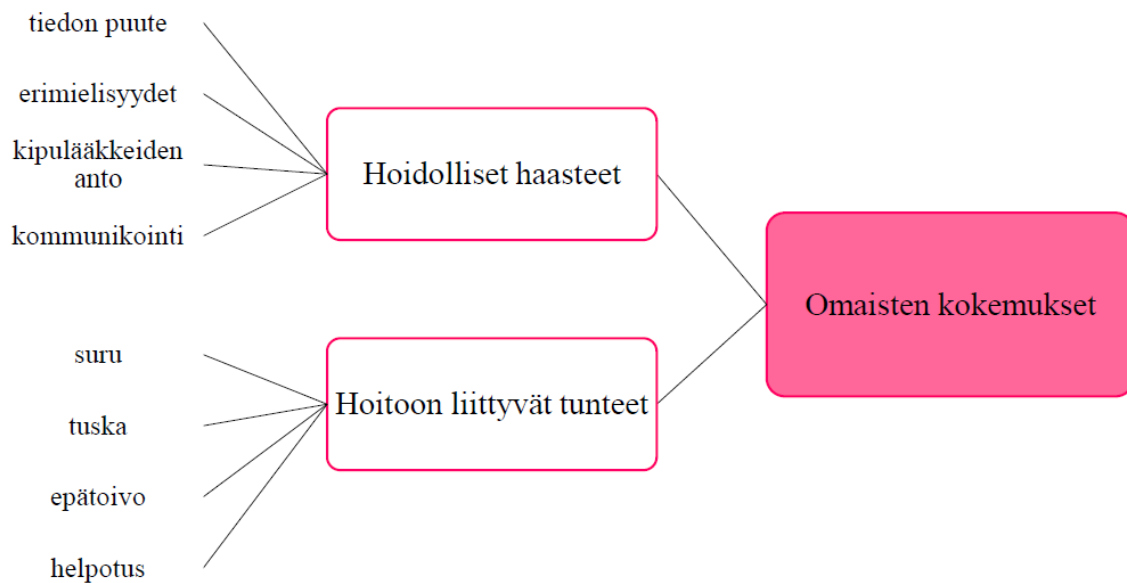 tiedon puute
erimielisyydet
kipulääkkeiden
anto
kommunikointi
Hoidolliset haasteet
suru
tuska
epätoivo
helpotus
Hoitoon liittyvät tunteet
Omaisten kokemukset